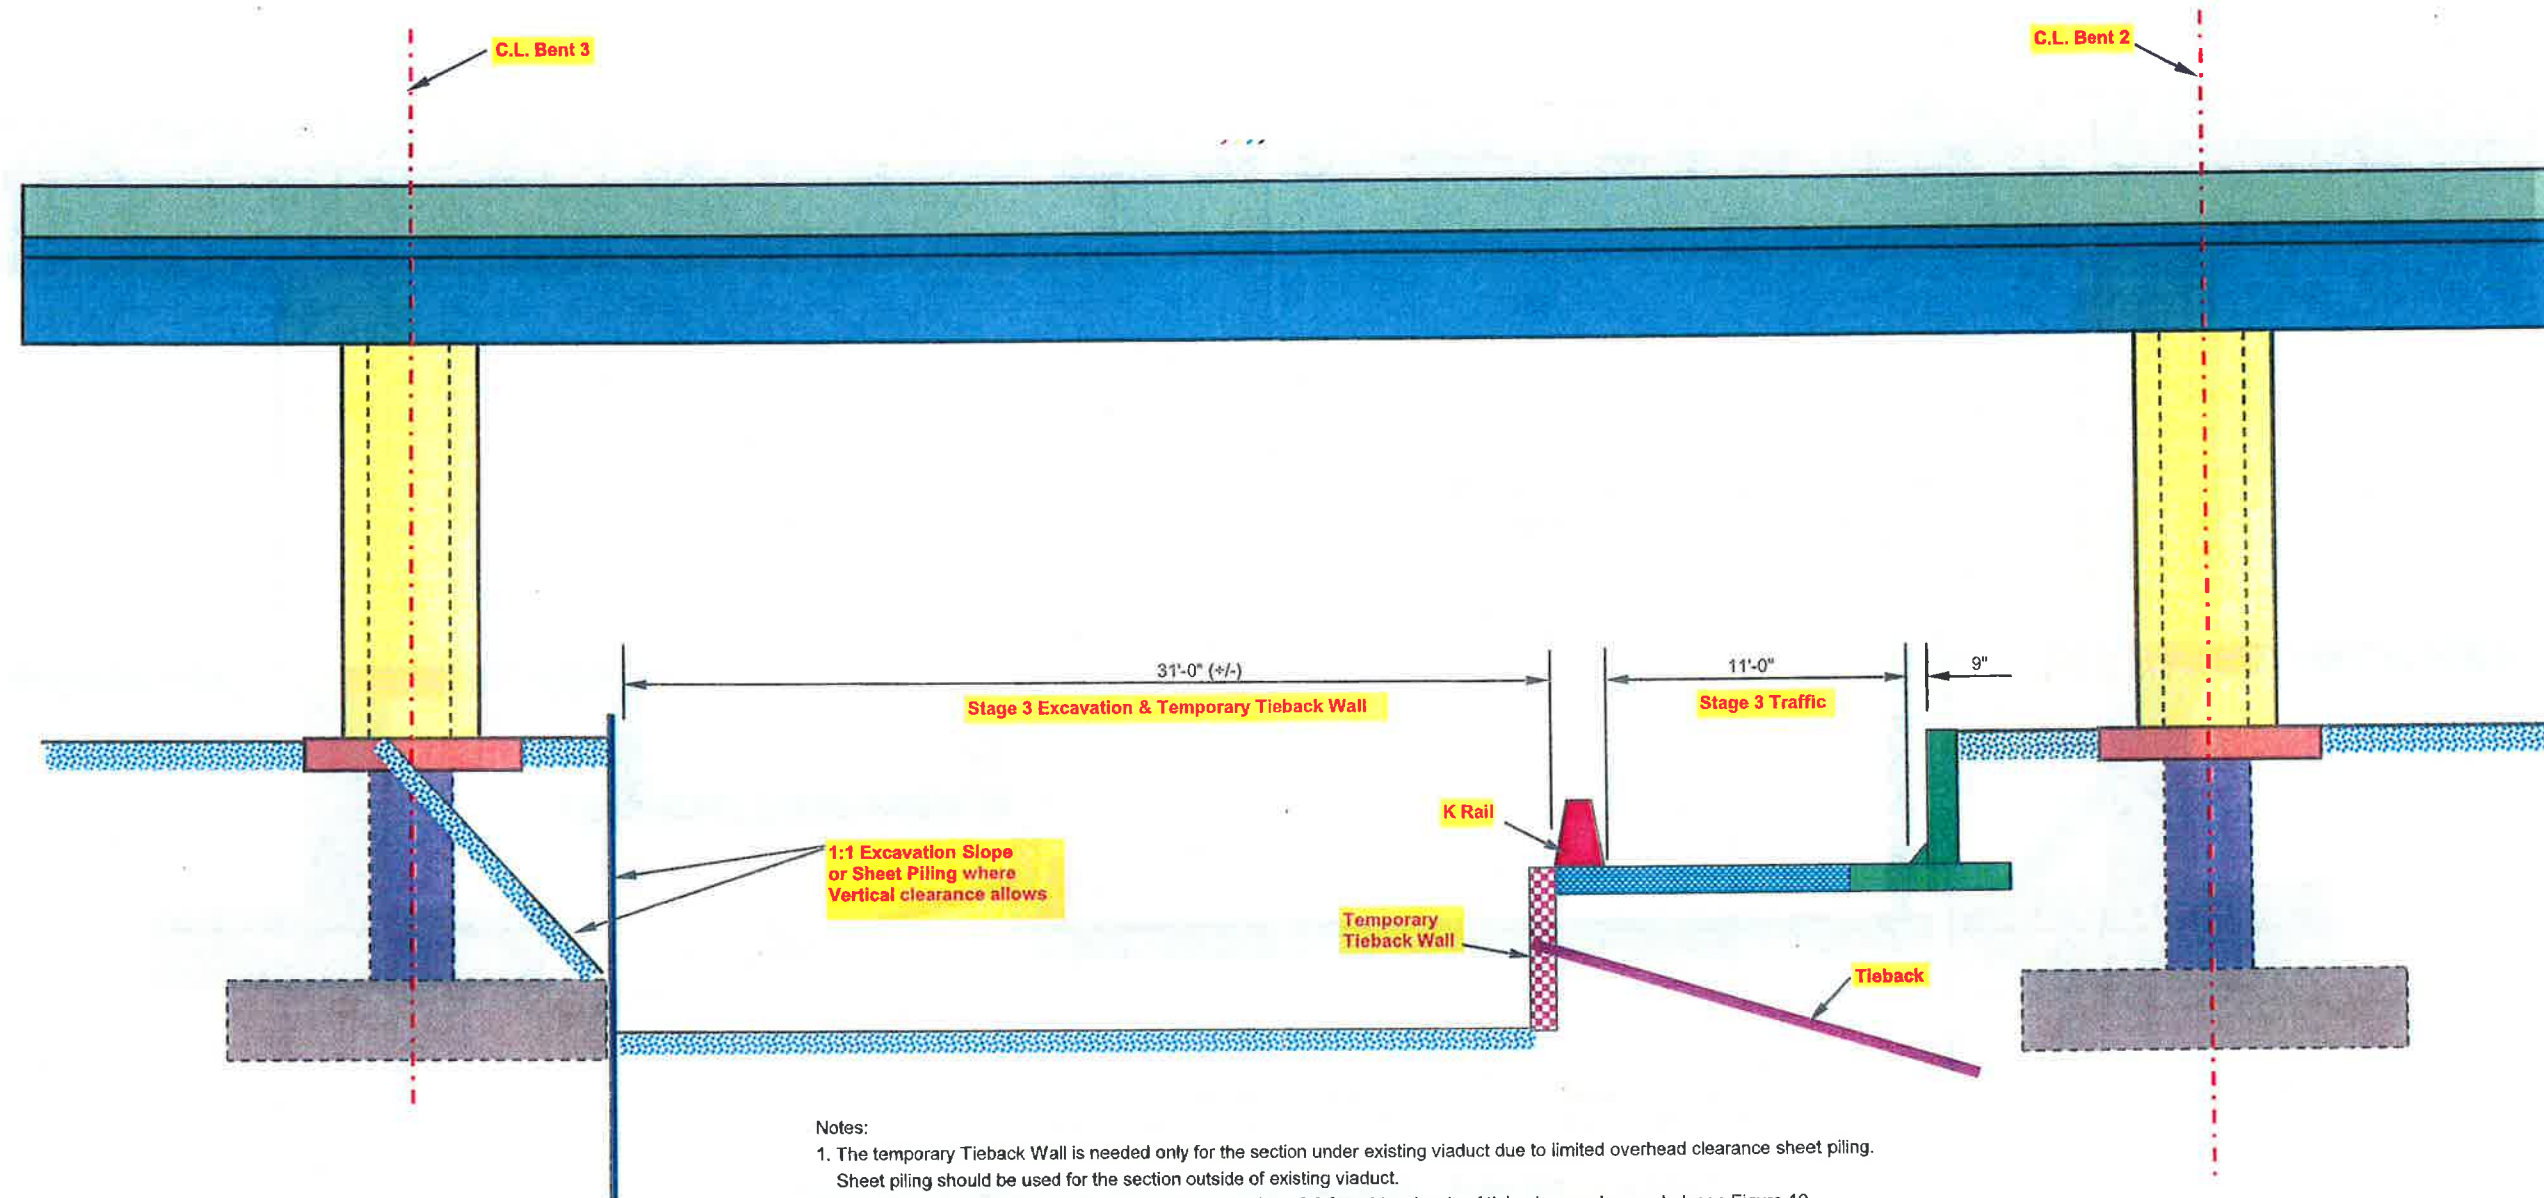 C.L. Bent 3
C.L. Bent 2
31'-0" (+/-)
11'-0"
9"
Stage 3 Excavation & Temporary Tieback Wall
Stage 3 Traffic
K Rail
1:1 Excavation Slope
or Sheet Piling where
Vertical clearance allows
Temporary
Tieback Wall
Tieback
Notes:
1. The temporary Tieback Wall is needed only for the section under existing viaduct due to limited overhead clearance sheet piling.
Sheet piling should be used for the section outside of existing viaduct.
see Figure 10